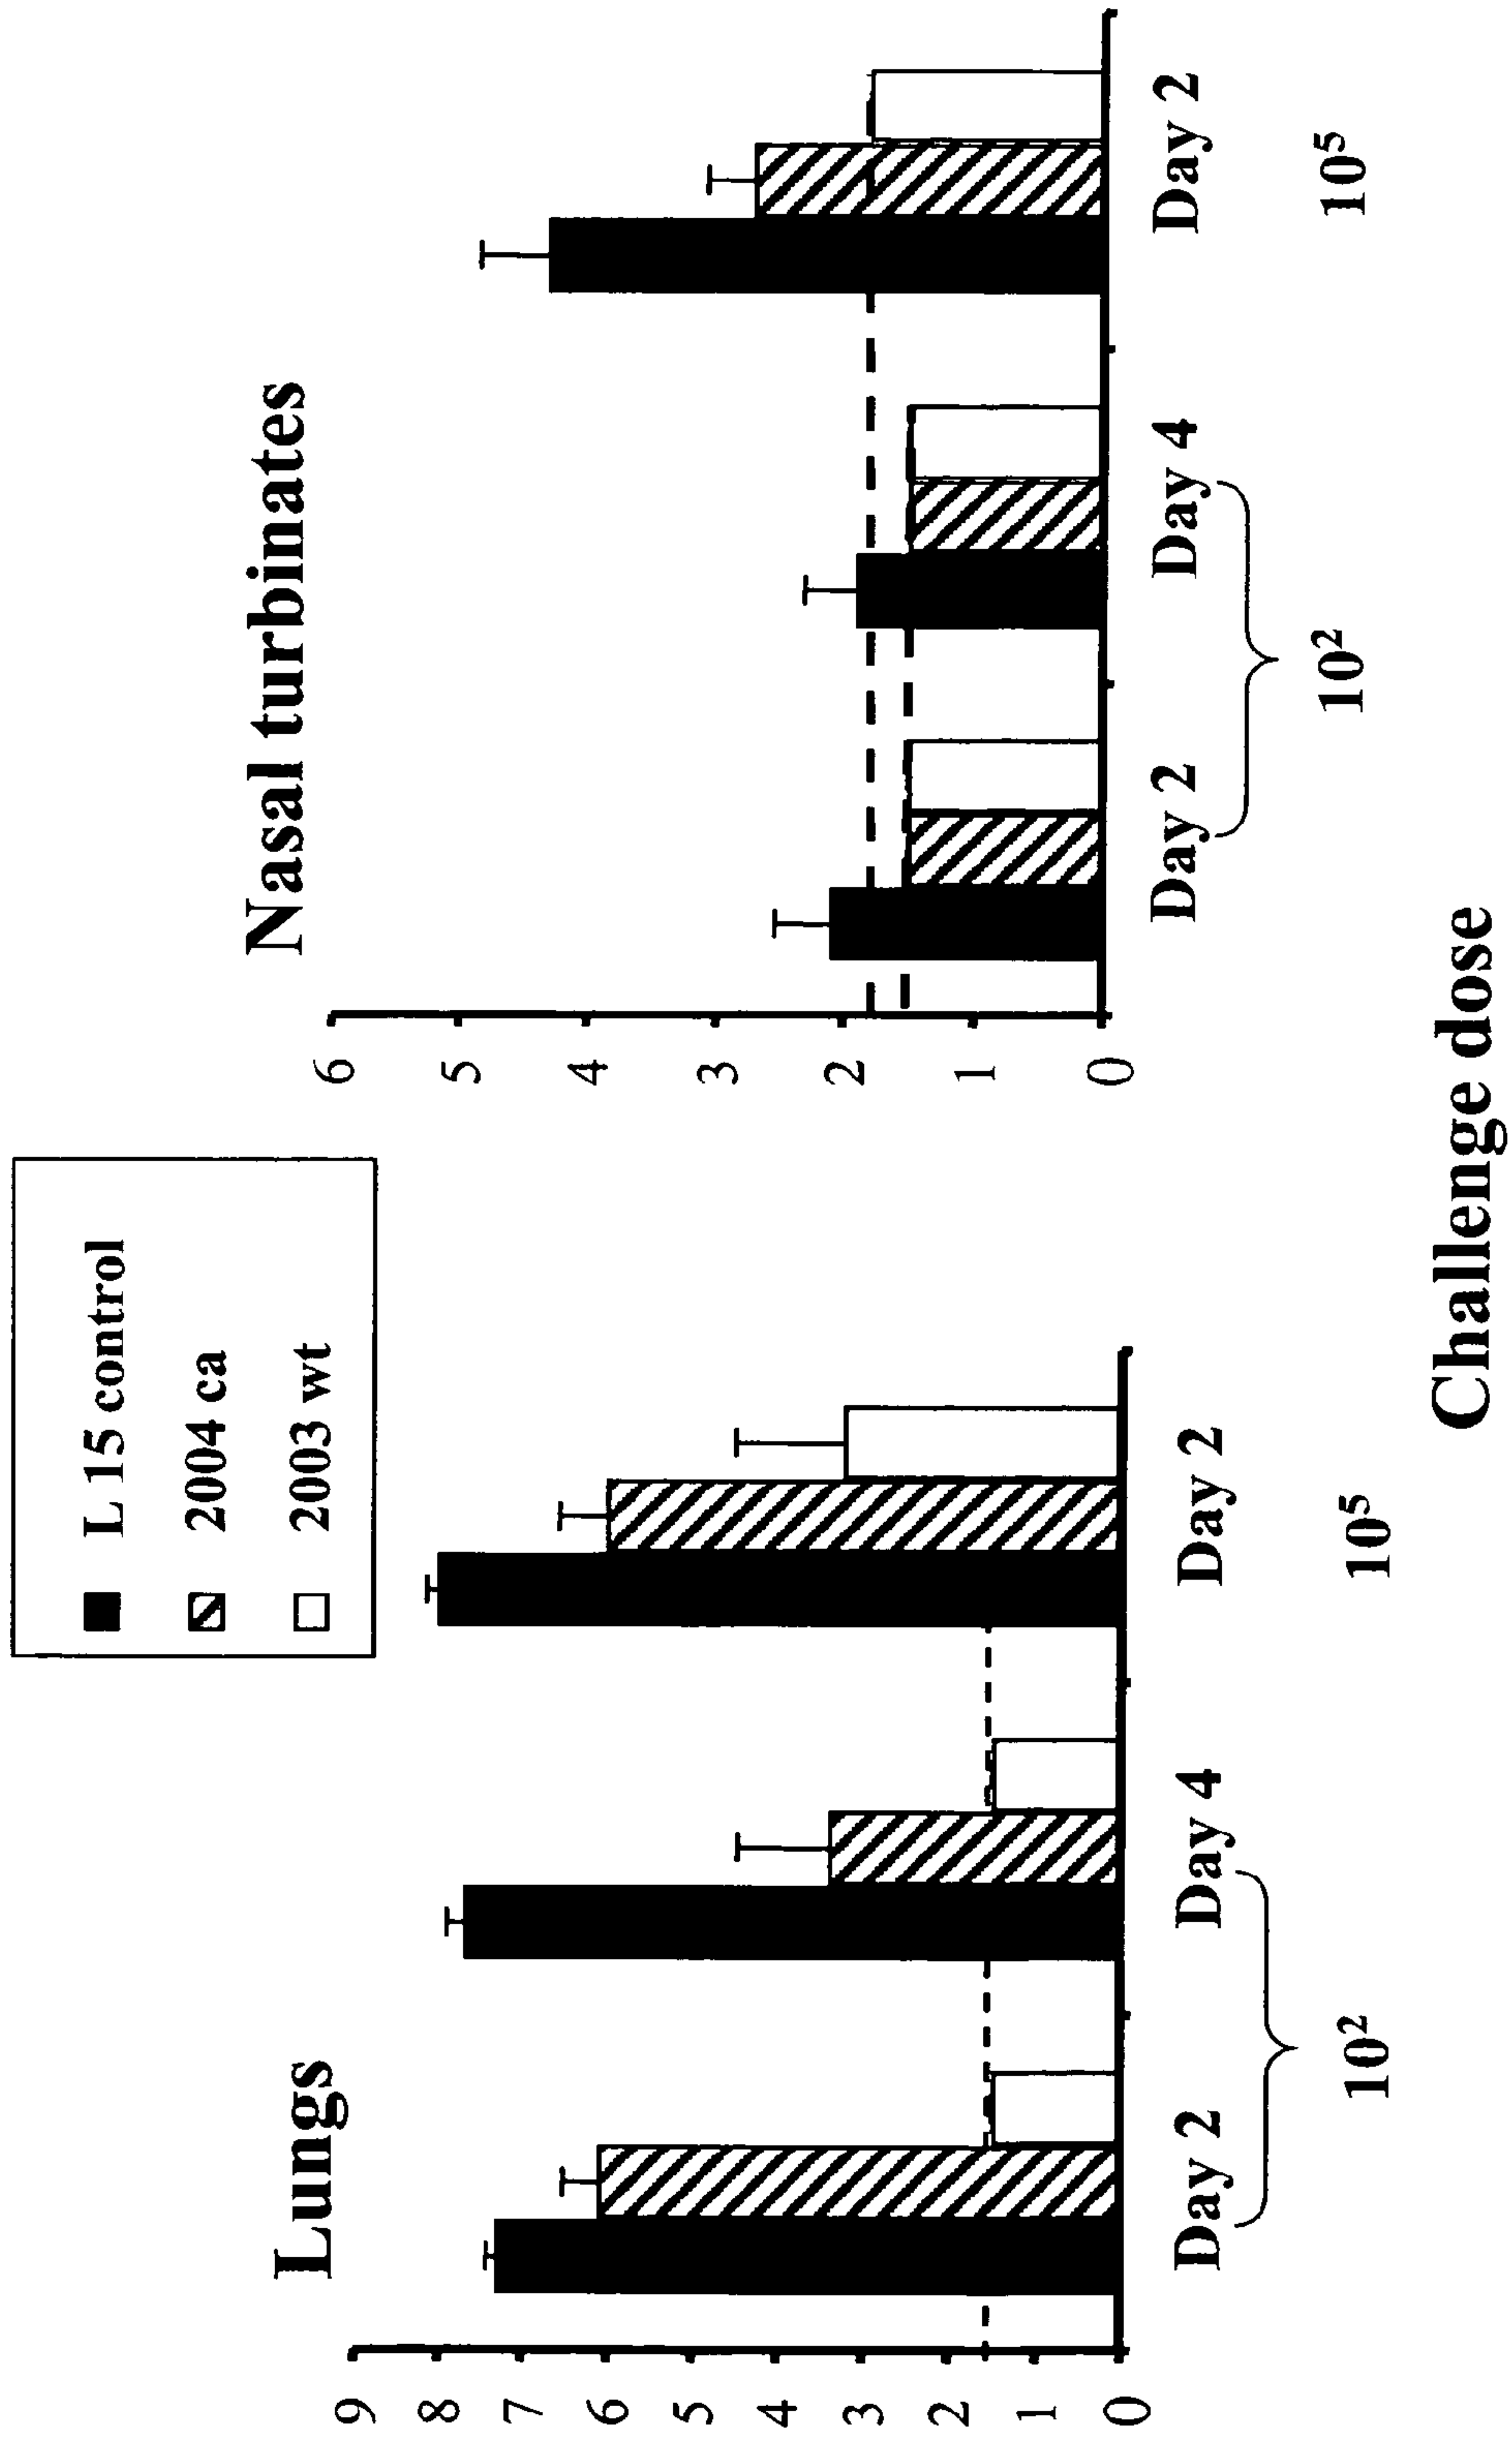 L 15 control
2004 ca
2003 wt
Lungs
9
8
7
6
5
4
3
2
1
0
Day 2
Day 4
Day 2
10²
10⁵
Nasal turbinates
6
5
4
3
2
1
0
Day 2
Day 4
Day 2
10²
10⁵
Challenge dose